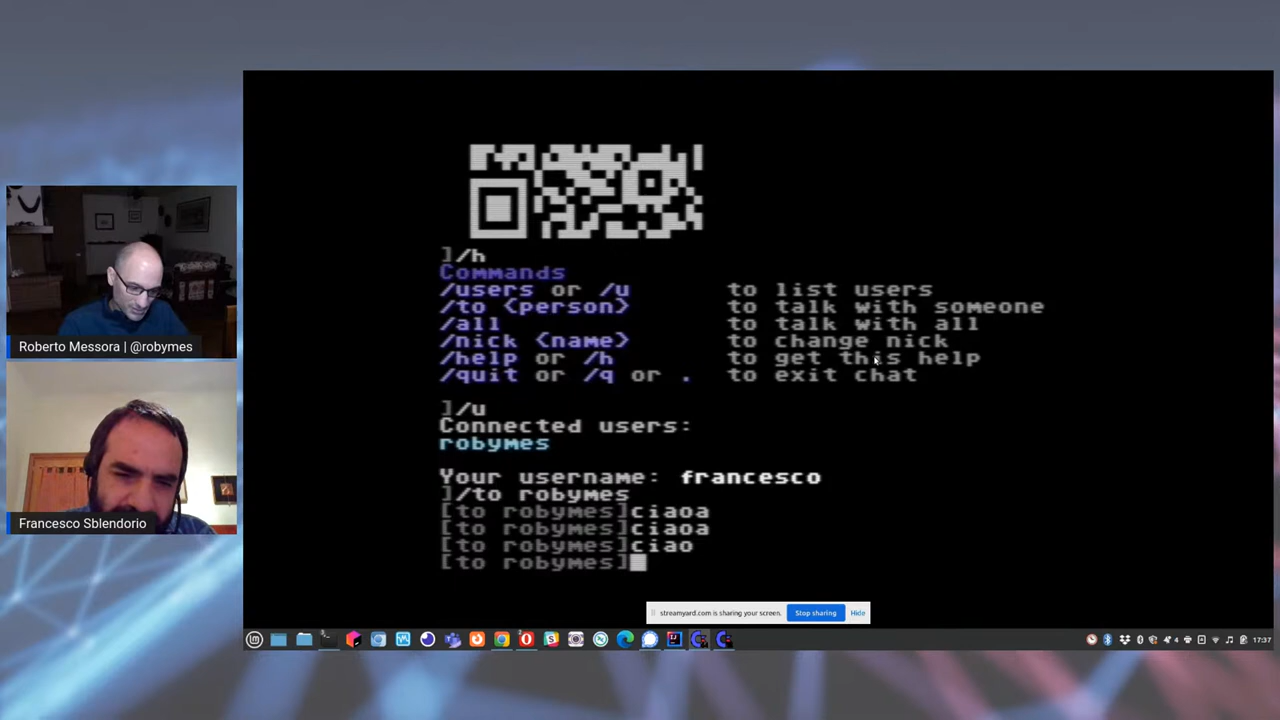 ]/h
Commands
/users or /u to list users
/to <person> to talk with someone
/all to talk with all
/nick <name> to change nick
/help or /h to get this help
/quit or /q or . to exit chat
]/u
Connected users:
robymes
Your username: francesco
]/to robymes
[to robymes]ciaoa
[to robymes]ciaoa
[to robymes]ciao
[to robymes]
Roberto Messora | @robymes
Francesco Sblendorio
streamyard.com is sharing your screen. Stop sharing Hide
4 17:37